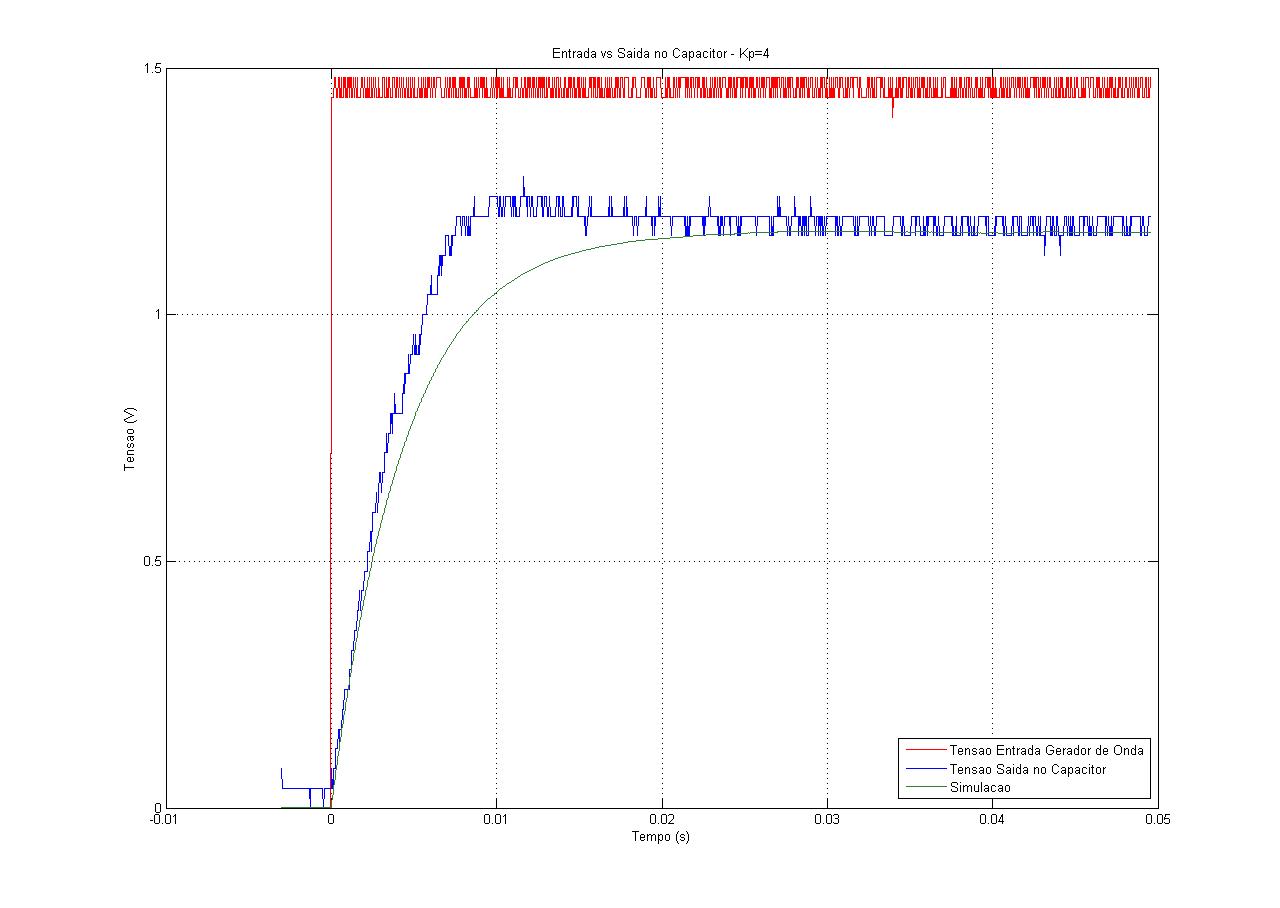 Entrada vs Saida no Capacitor - Kp=4
1.5
1
0.5
0
Tensao (V)
-0.01 0 0.01 0.02 0.03 0.04 0.05
Tempo (s)
Tensao Entrada Gerador de Onda
Tensao Saida no Capacitor
Simulacao